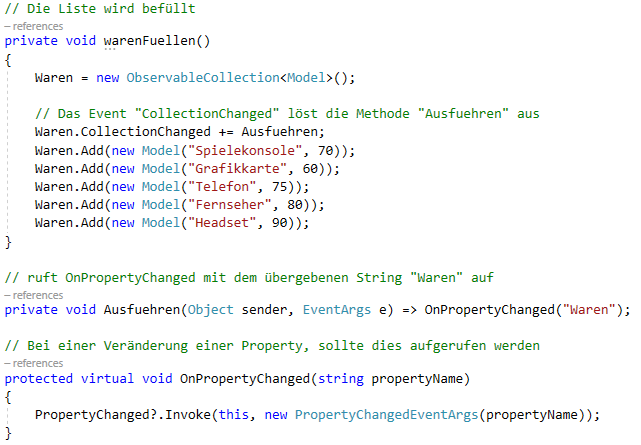 // Die Liste wird befüllt
– references
private void warenFuellen()
{
Waren = new ObservableCollection<Model>();
// Das Event "CollectionChanged" löst die Methode "Ausfuehren" aus
Waren.CollectionChanged += Ausfuehren;
Waren.Add(new Model("Spielekonsole", 70));
Waren.Add(new Model("Grafikkarte", 60));
Waren.Add(new Model("Telefon", 75));
Waren.Add(new Model("Fernseher", 80));
Waren.Add(new Model("Headset", 90));
}
// ruft OnPropertyChanged mit dem übergebenen String "Waren" auf
– references
private void Ausfuehren(Object sender, EventArgs e) => OnPropertyChanged("Waren");
// Bei einer Veränderung einer Property, sollte dies aufgerufen werden
– references
protected virtual void OnPropertyChanged(string propertyName)
{
PropertyChanged?.Invoke(this, new PropertyChangedEventArgs(propertyName));
}